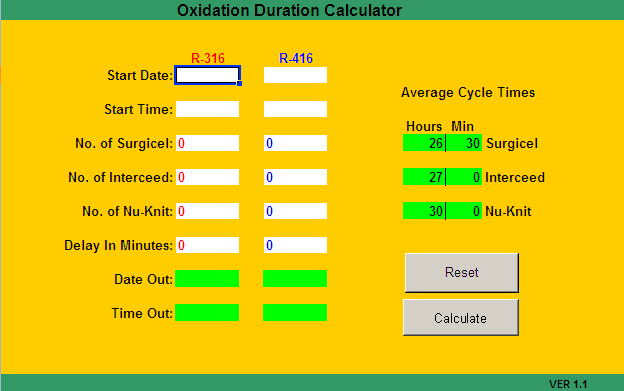 Oxidation Duration Calculator
R-316 R-416
Start Date:
Average Cycle Times
Start Time:
Hours Min
No. of Surgicel: 0 0 26 30 Surgicel
No. of Interceed: 0 0 27 0 Interceed
No. of Nu-Knit: 0 0 30 0 Nu-Knit
Delay In Minutes: 0 0
Reset
Date Out:
Time Out:
Calculate
VER 1.1